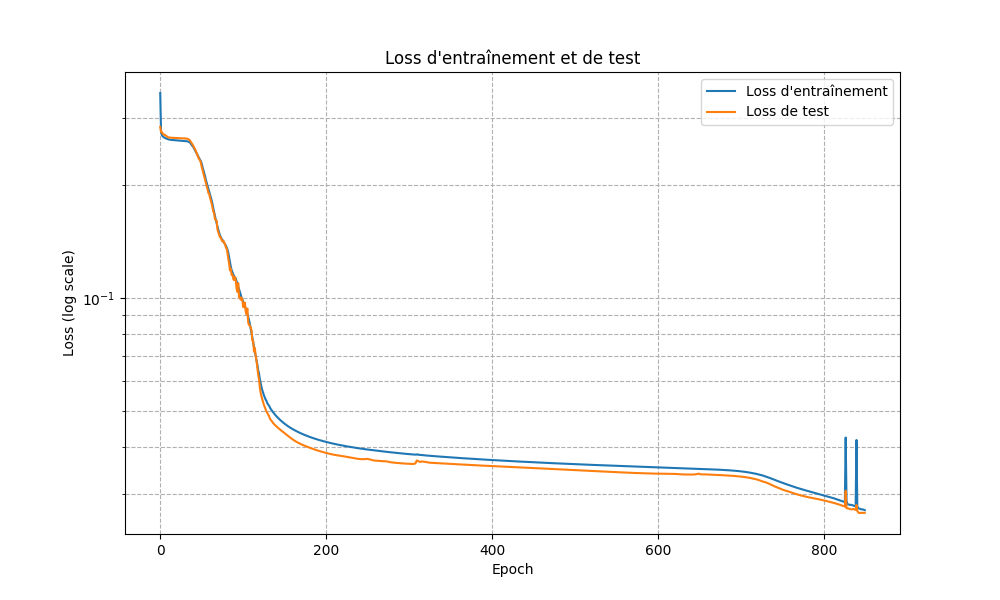 Loss d'entraînement et de test
Loss d'entraînement
Loss de test
Loss (log scale)
10⁻¹
0
200
400
600
800
Epoch